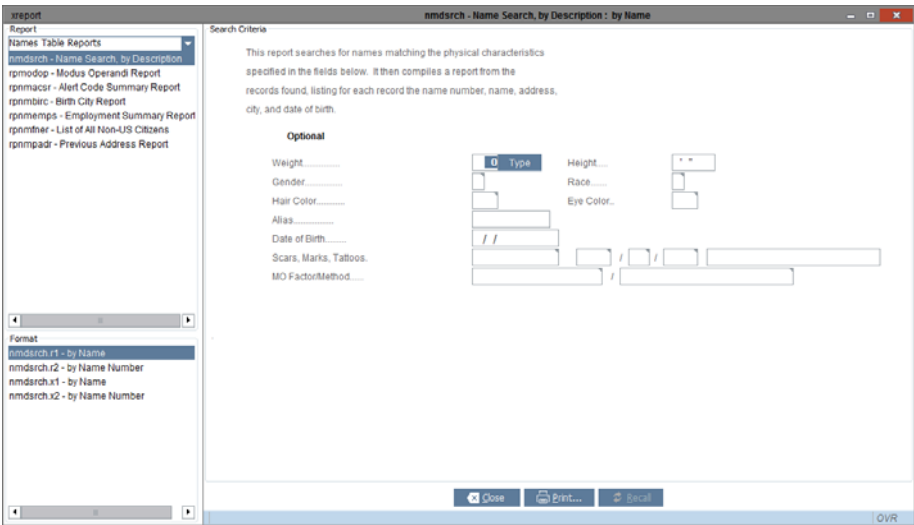 xreport
nmdsrch - Name Search, by Description : by Name
Report
Names Table Reports
nmdsrch - Name Search, by Description
rpmodop - Modus Operandi Report
rpnmacsr - Alert Code Summary Report
rpnmbirc - Birth City Report
rpnmemps - Employment Summary Report
rpnmfner - List of All Non-US Citizens
rpnmpadr - Previous Address Report
Format
nmdsrch.r1 - by Name
nmdsrch.r2 - by Name Number
nmdsrch.x1 - by Name
nmdsrch.x2 - by Name Number
Search Criteria
This report searches for names matching the physical characteristics
specified in the fields below. It then compiles a report from the
records found, listing for each record the name number, name, address,
city, and date of birth.
Optional
Weight............... 0 Type Height..... ' "
Gender............... Race.......
Hair Color........... Eye Color..
Alias................
Date of Birth........ / /
Scars, Marks, Tattoos. / /
MO Factor/Method..... /
Close Print... Recall
OVR